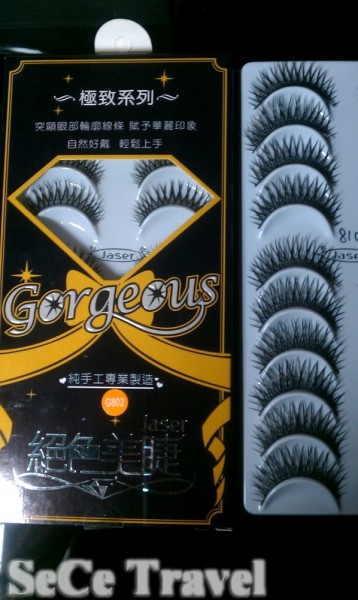 ~極致系列~
突顯眼部輪廓線條 賦予華麗印象
自然好戴 輕鬆上手
Jaser
Gorgeous
純手工專業製造
G802
Jaser
絕色美睫
810
Jaser
SeCe Travel